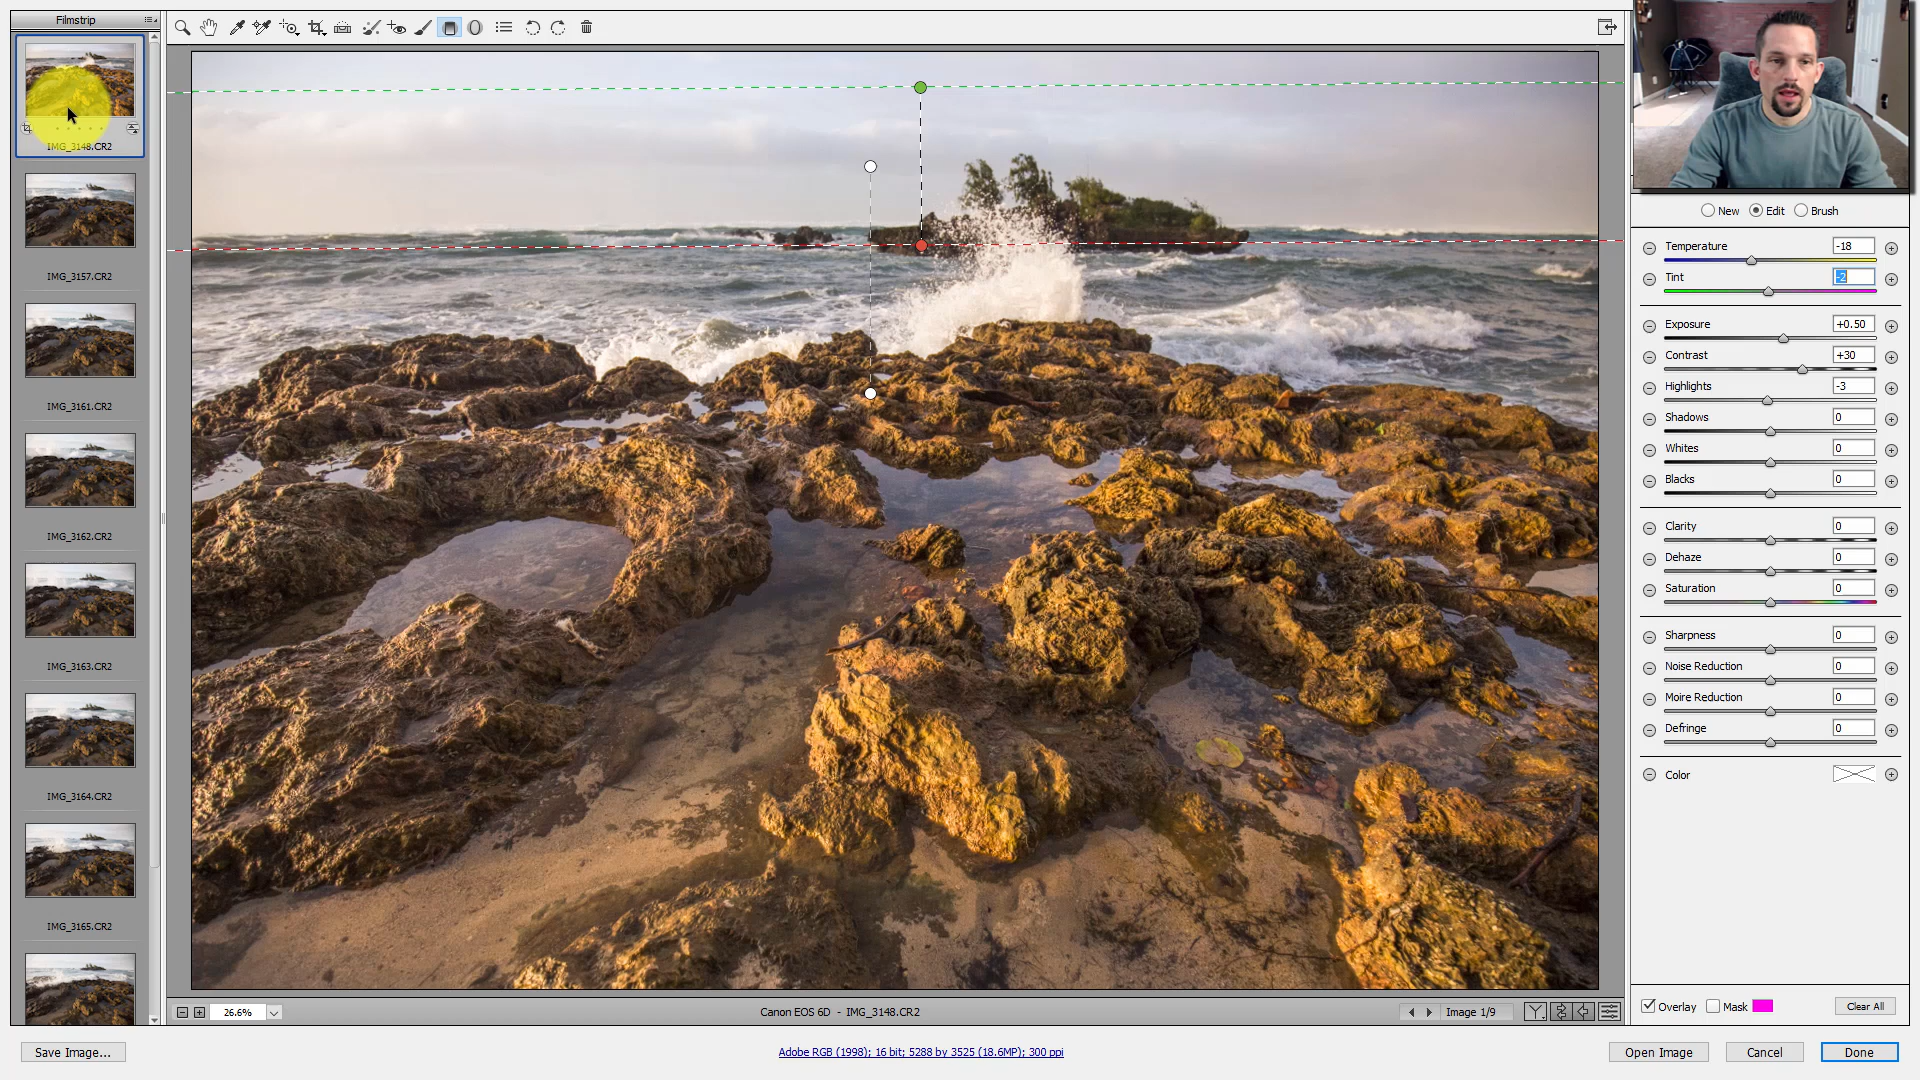 Filmstrip
IMG_3148.CR2
IMG_3157.CR2
IMG_3161.CR2
IMG_3162.CR2
IMG_3163.CR2
IMG_3164.CR2
IMG_3165.CR2
New Edit Brush
Temperature -18
Tint -2
Exposure +0.50
Contrast +30
Highlights -3
Shadows 0
Whites 0
Blacks 0
Clarity 0
Dehaze 0
Saturation 0
Sharpness 0
Noise Reduction 0
Moire Reduction 0
Defringe 0
Color
Overlay Mask Clear All
26.6% Canon EOS 6D - IMG_3148.CR2 Image 1/9
Save Image... Adobe RGB (1998); 16 bit; 5288 by 3525 (18.6MP); 300 ppi Open Image Cancel Done